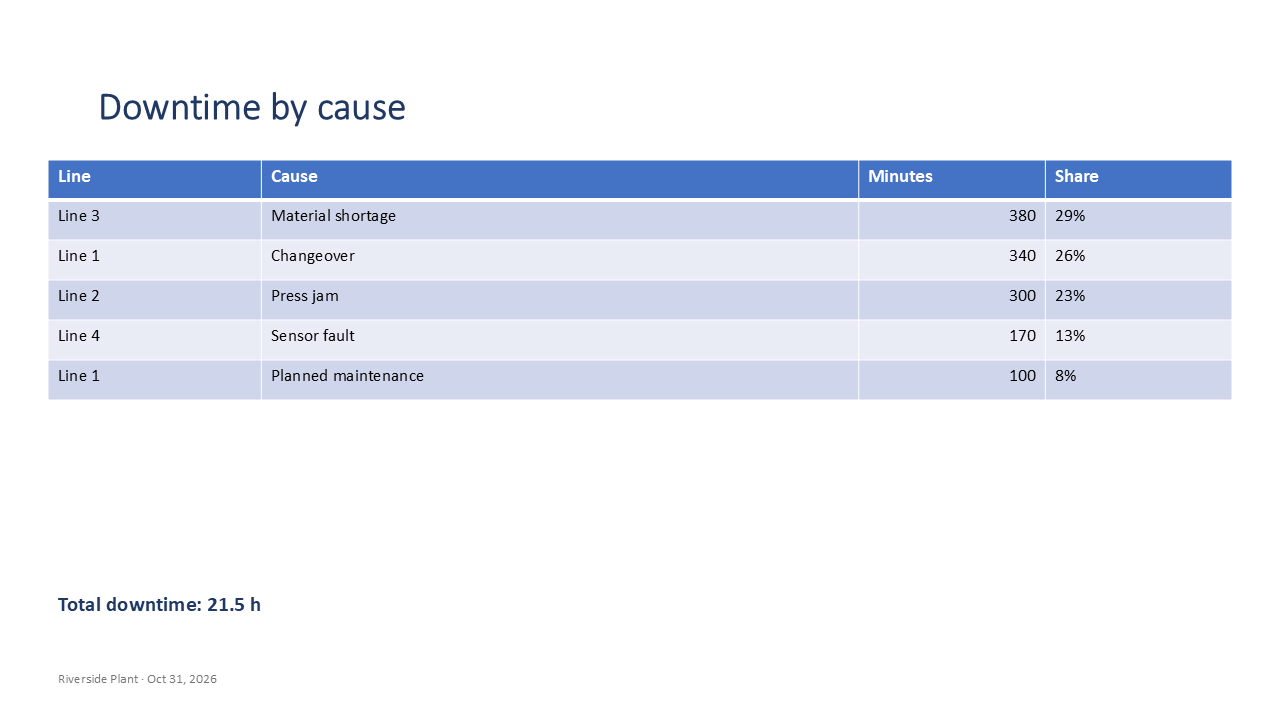 Downtime by cause
Line Cause Minutes Share
Line 3 Material shortage 380 29%
Line 1 Changeover 340 26%
Line 2 Press jam 300 23%
Line 4 Sensor fault 170 13%
Line 1 Planned maintenance 100 8%
Total downtime: 21.5 h
Riverside Plant · Oct 31, 2026